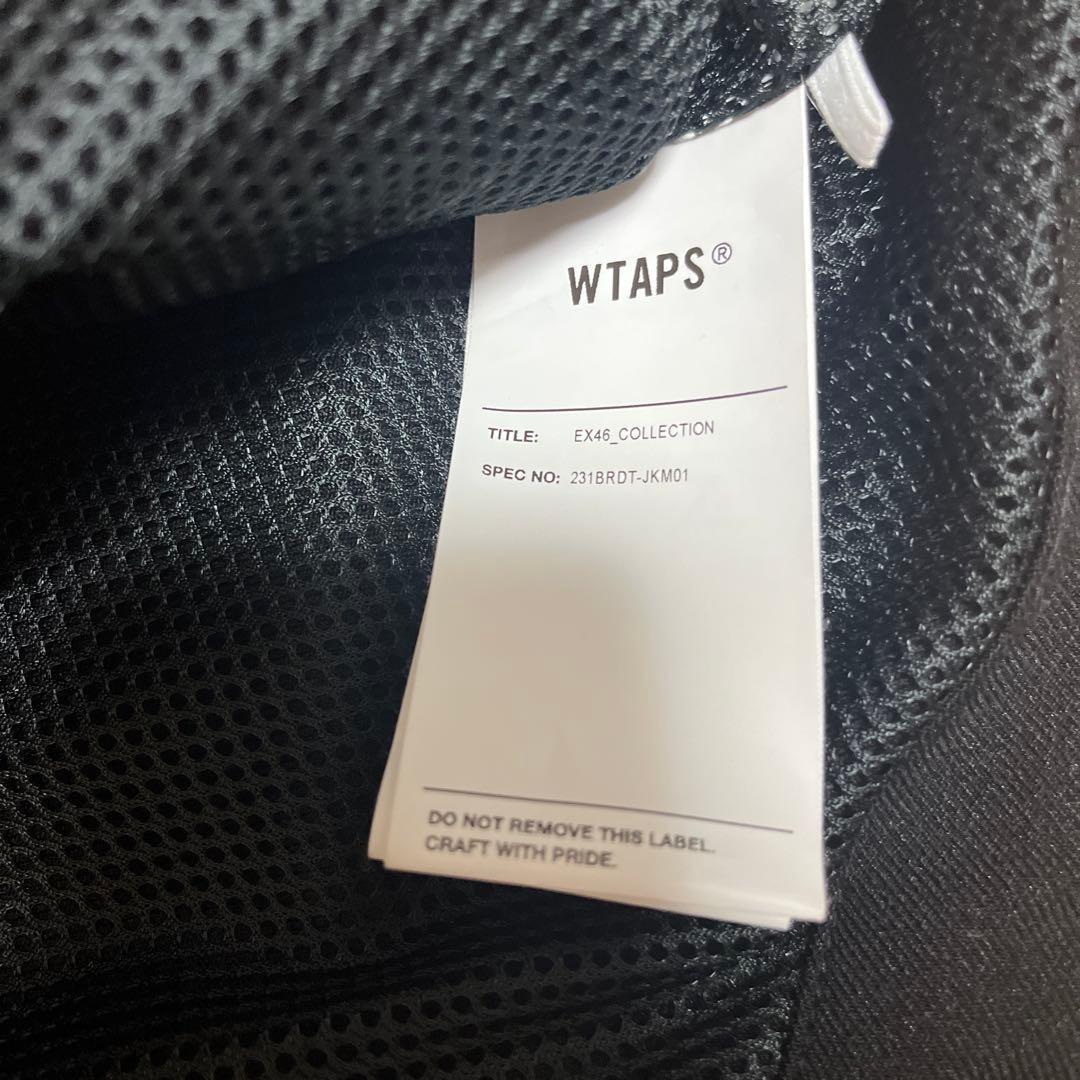 WTAPS®
TITLE: EX46_COLLECTION
SPEC NO: 231BRDT-JKM01
DO NOT REMOVE THIS LABEL.
CRAFT WITH PRIDE.